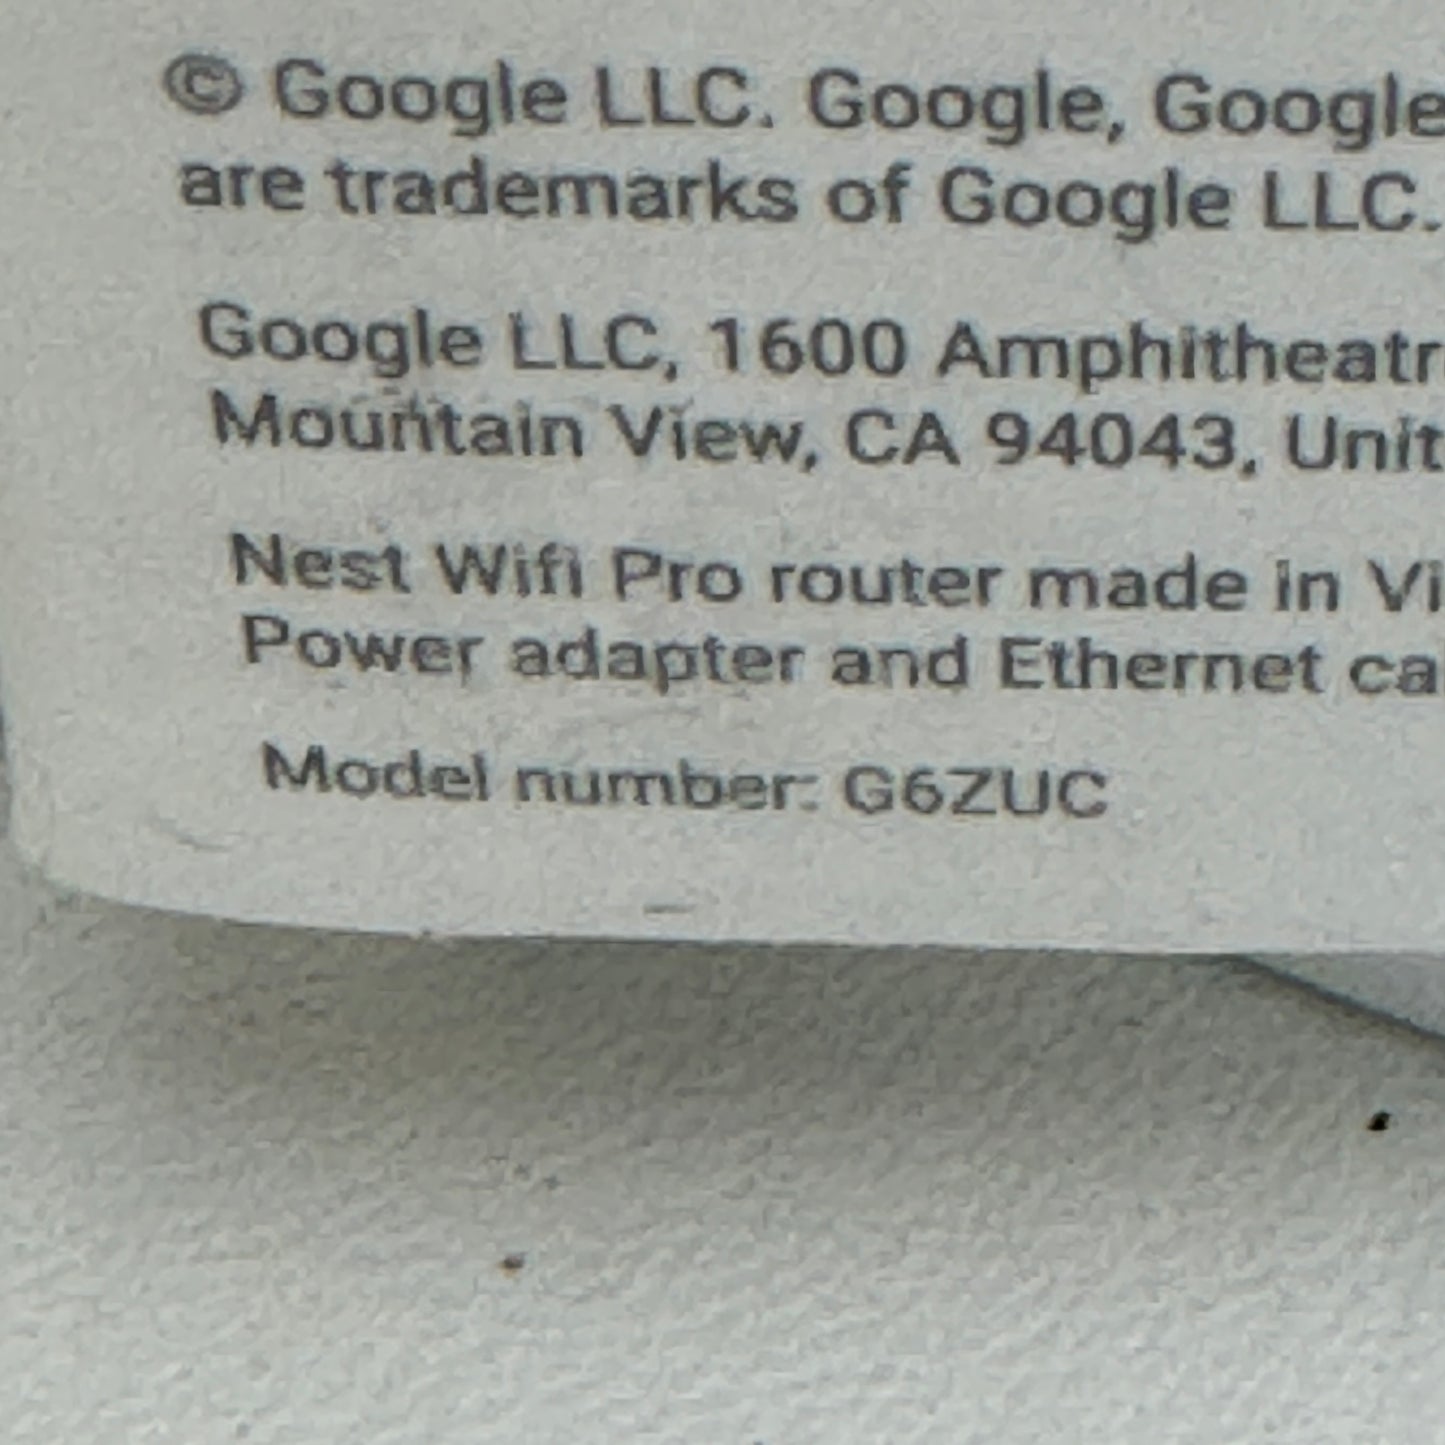 © Google LLC. Google, Google
are trademarks of Google LLC.
Google LLC, 1600 Amphitheatr
Mountain View, CA 94043, Unit
Nest Wifi Pro router made in Vi
Power adapter and Ethernet ca
Model number: G6ZUC